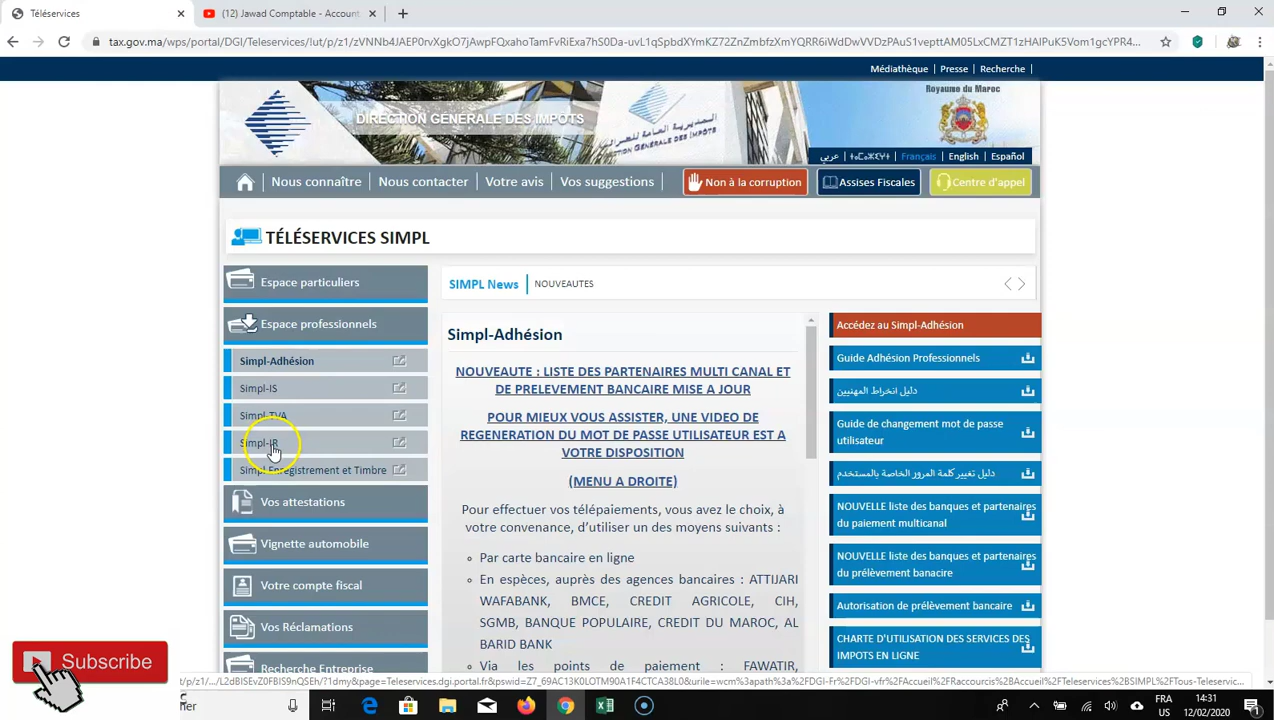 Téléservices
(12) Jawad Comptable - Account
tax.gov.ma/wps/portal/DGI/Teleservices/
Médiathèque | Presse | Recherche |
DIRECTION GÉNÉRALE DES IMPÔTS
المديرية العامة للضرائب
Royaume du Maroc
عربي | ⵜⴰⵎⴰⵣⵉⵖⵜ | Français | English | Español
Nous connaître | Nous contacter | Votre avis | Vos suggestions |
Non à la corruption
Assises Fiscales
Centre d'appel
TÉLÉSERVICES SIMPL
Espace particuliers
Espace professionnels
Simpl-Adhésion
Simpl-IS
Simpl-TVA
Simpl-IR
Simpl Enregistrement et Timbre
Vos attestations
Vignette automobile
Votre compte fiscal
Vos Réclamations
Recherche Entreprise
SIMPL News
NOUVEAUTES
Simpl-Adhésion
NOUVEAUTE : LISTE DES PARTENAIRES MULTI CANAL ET
DE PRELEVEMENT BANCAIRE MISE A JOUR
POUR MIEUX VOUS ASSISTER, UNE VIDEO DE
REGENERATION DU MOT DE PASSE UTILISATEUR EST A
VOTRE DISPOSITION
(MENU A DROITE)
Pour effectuer vos télépaiements, vous avez le choix, à
votre convenance, d'utiliser un des moyens suivants :
Par carte bancaire en ligne
En espèces, auprès des agences bancaires : ATTIJARI
WAFABANK, BMCE, CREDIT AGRICOLE, CIH,
SGMB, BANQUE POPULAIRE, CREDIT DU MAROC, AL
BARID BANK
Via les points de paiement : FAWATIR,
Accédez au Simpl-Adhésion
Guide Adhésion Professionnels
دليل انخراط المهنيين
Guide de changement mot de passe
utilisateur
دليل تغيير كلمة المرور الخاصة بالمستخدم
NOUVELLE liste des banques et partenaires
du paiement multicanal
NOUVELLE liste des banques et partenaires
du prélèvement banacire
Autorisation de prélèvement bancaire
CHARTE D'UTILISATION DES SERVICES DES
IMPOTS EN LIGNE
Subscribe
FRA
US
14:31
12/02/2020